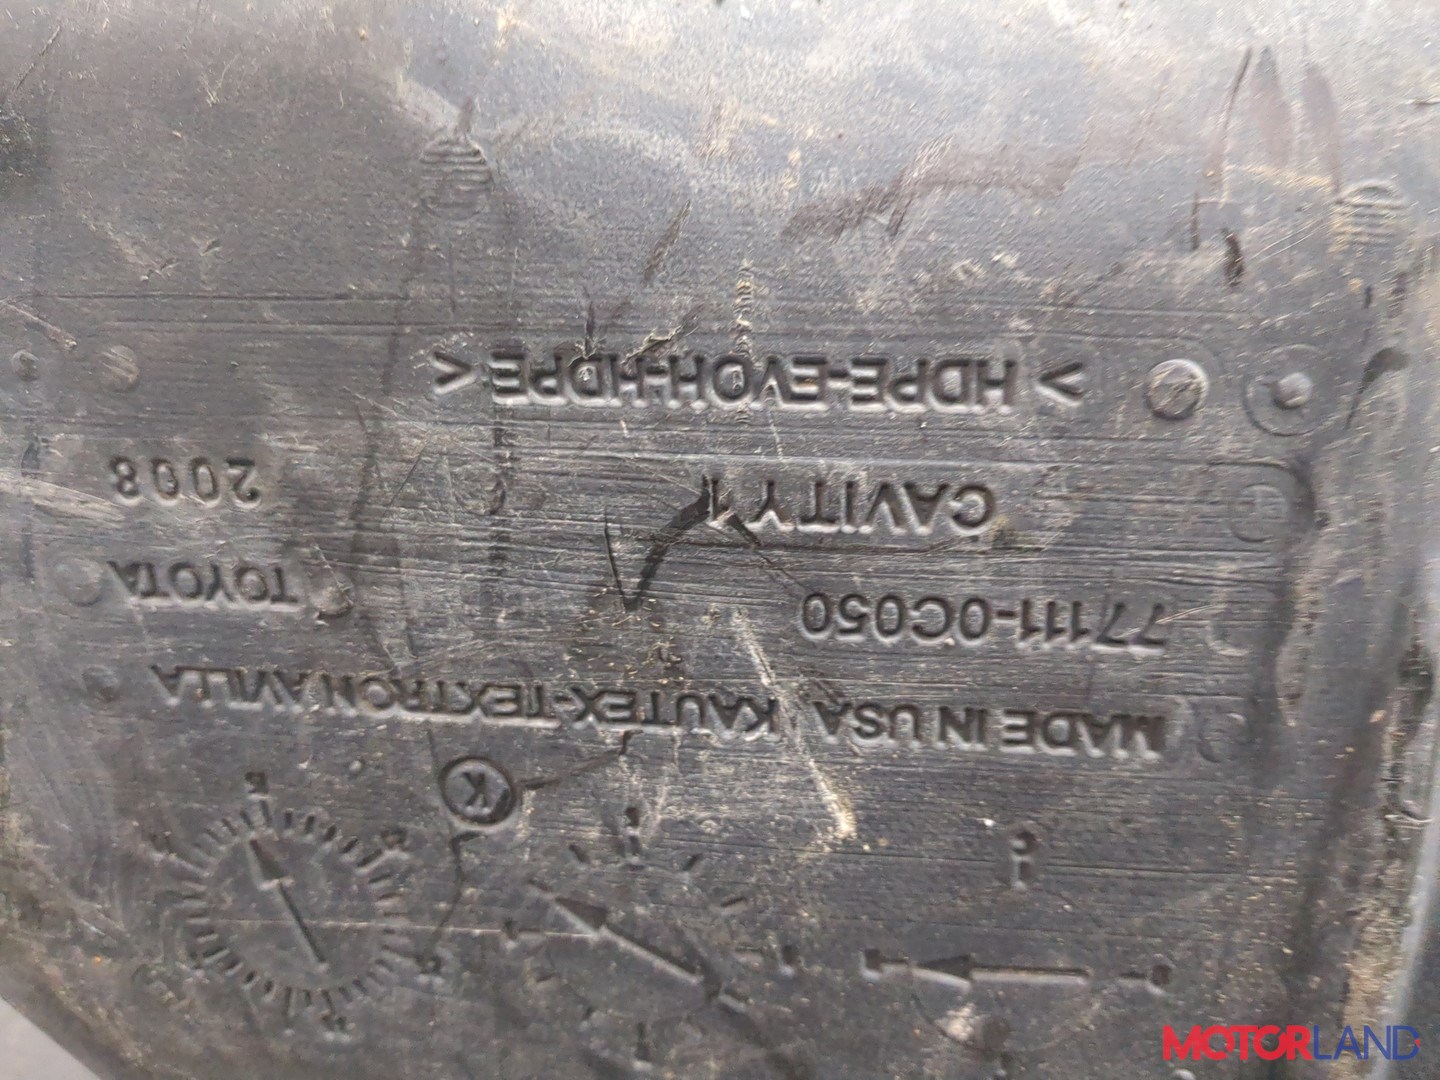 MADE IN USA KAUTEX-TEXTRON AVILLA
77111-0C050
TOYOTA
CAVITY 1
2008
> HDPE-EVOH-HDPE <
K
MOTORLAND